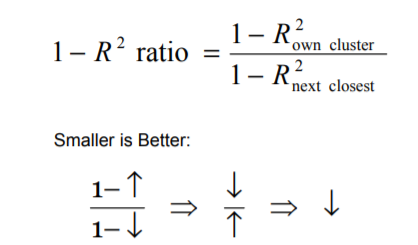 1 – R² ratio = (1 – R²own cluster) / (1 – R²next closest)
Smaller is Better:
(1–↑) / (1–↓) ⇒ ↓ / ↑ ⇒ ↓